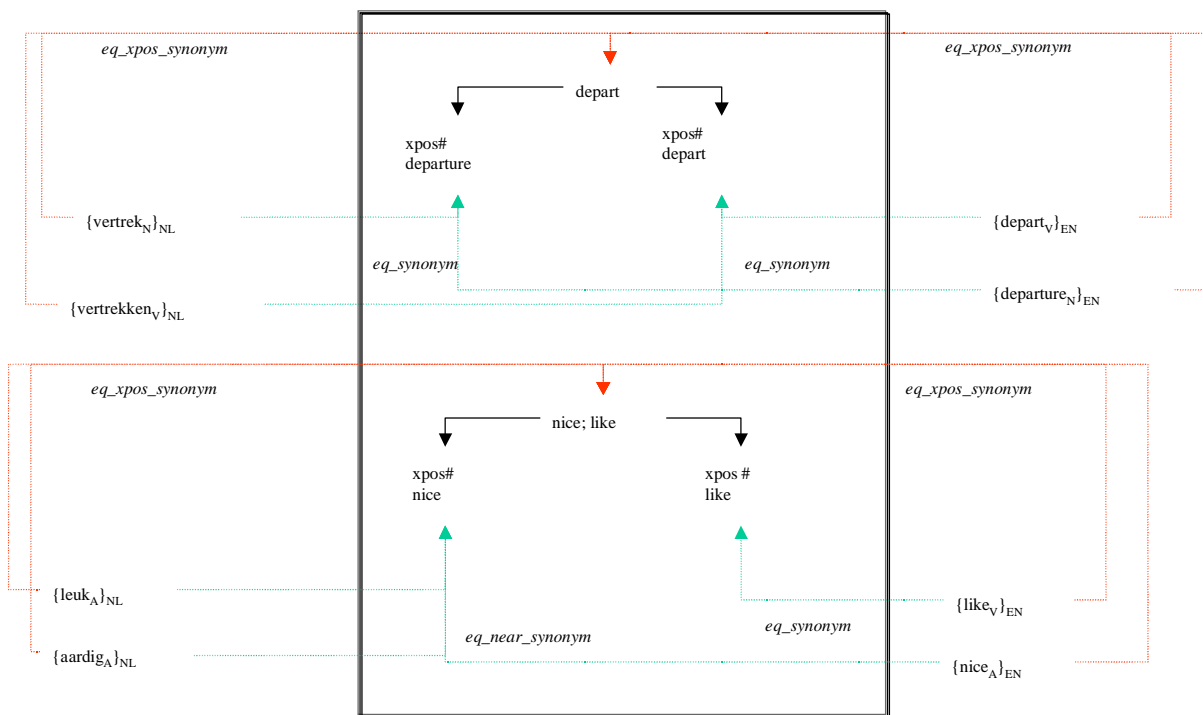 eq_xpos_synonym
eq_xpos_synonym
depart
xpos#
departure
xpos#
depart
{vertrekN}NL
{departV}EN
eq_synonym
eq_synonym
{vertrekkenV}NL
{departureN}EN
eq_xpos_synonym
eq_xpos_synonym
nice; like
xpos#
nice
xpos #
like
{leukA}NL
{likeV}EN
eq_near_synonym
eq_synonym
{aardigA}NL
{niceA}EN